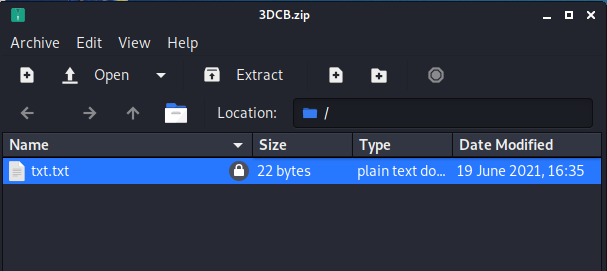 3DCB.zip
Archive Edit View Help
Open Extract
Location: /
Name Size Type Date Modified
txt.txt 22 bytes plain text do... 19 June 2021, 16:35